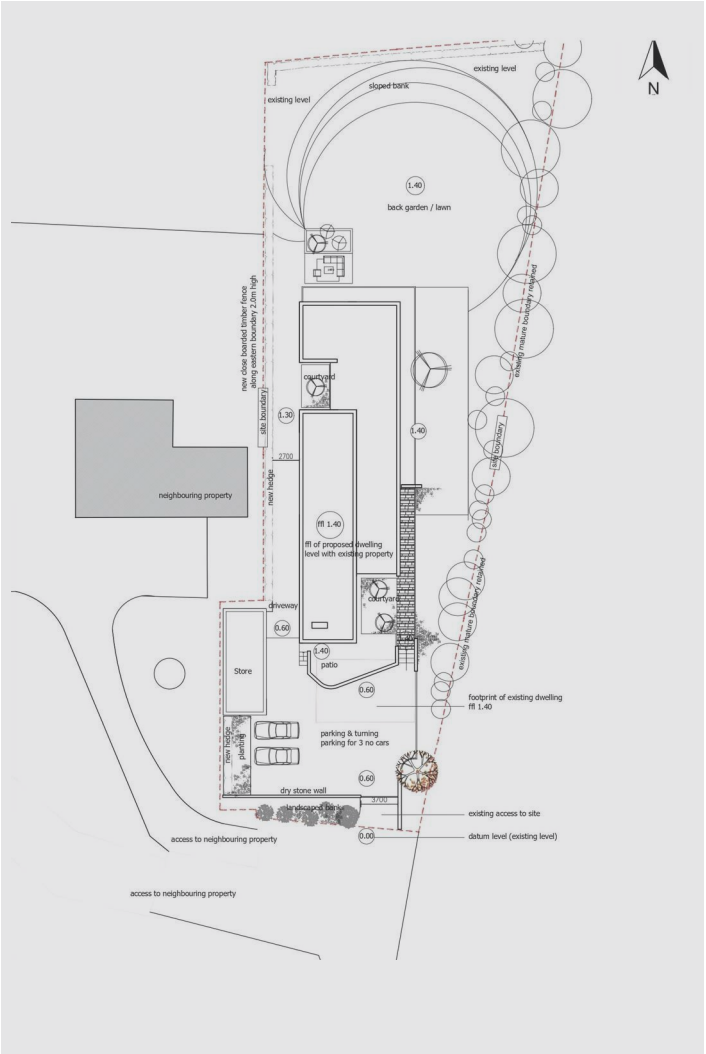 existing level
existing level
sloped bank
N
1.40
back garden / lawn
new close boarded timber fence
along eastern boundary 2.0m high
existing mature boundary retained
courtyard
site boundary
1.30
1.40
site boundary
2700
new hedge
neighbouring property
ffl 1.40
ffl of proposed dwelling
level with existing property
courtyard
existing mature boundary retained
driveway
0.60
1.40
patio
Store
0.60
footprint of existing dwelling
ffl 1.40
new hedge
planting
parking & turning
parking for 3 no cars
0.60
dry stone wall
3700
landscaped bank
existing access to site
access to neighbouring property
0.00
datum level (existing level)
access to neighbouring property